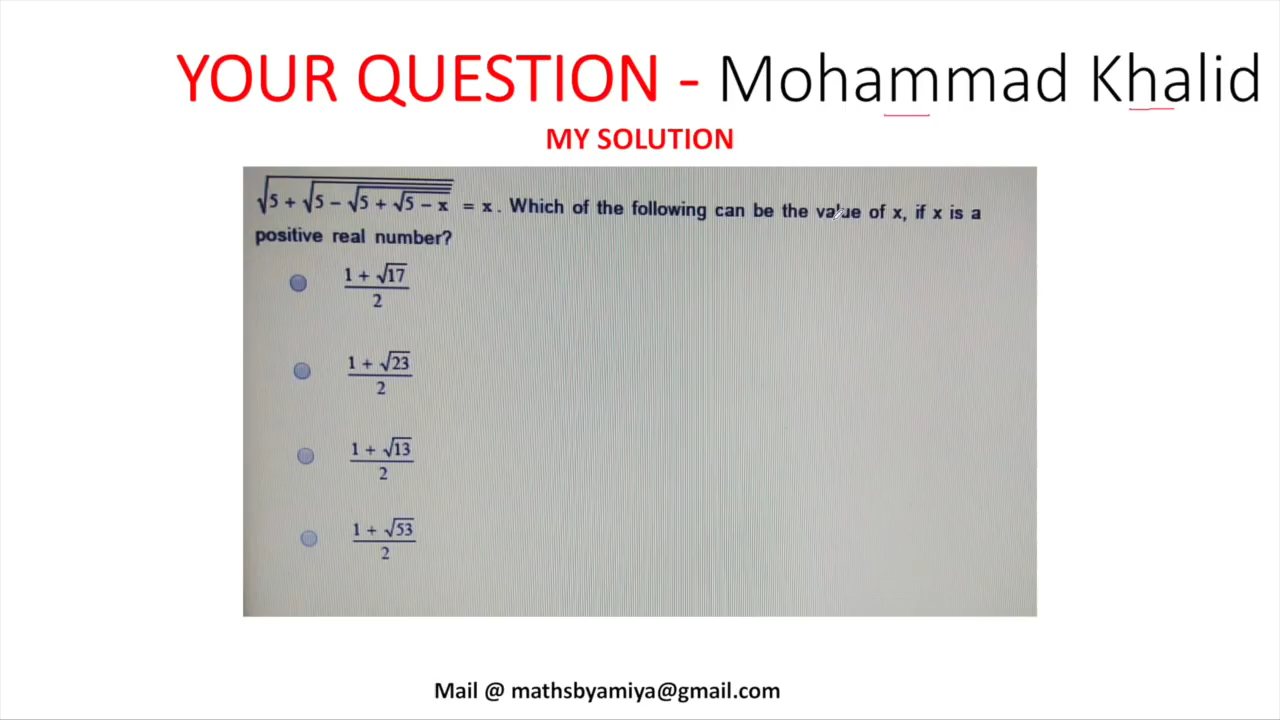 YOUR QUESTION - Mohammad Khalid
MY SOLUTION
√5 + √5 − √5 + √5 − x = x . Which of the following can be the value of x, if x is a
positive real number?
1 + √17
2
1 + √23
2
1 + √13
2
1 + √53
2
Mail @ mathsbyamiya@gmail.com